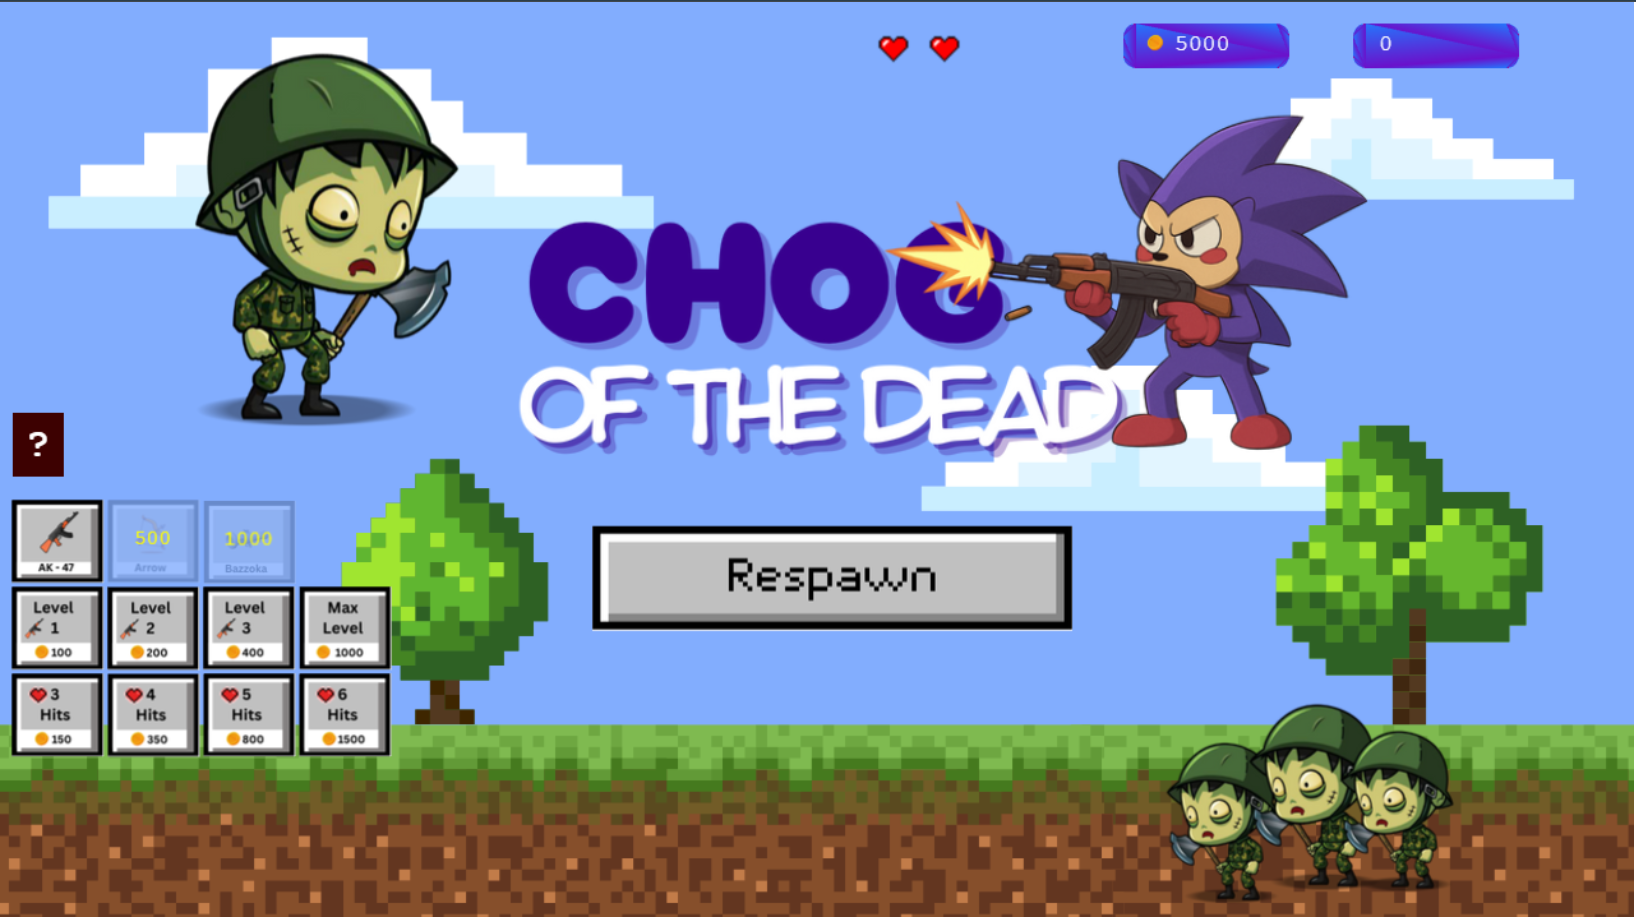 5000
0
CHOG
OF THE DEAD
?
AK - 47
500
Arrow
1000
Bazzoka
Respawn
Level
1
100
Level
2
200
Level
3
400
Max
Level
1000
3
Hits
150
4
Hits
350
5
Hits
800
6
Hits
1500